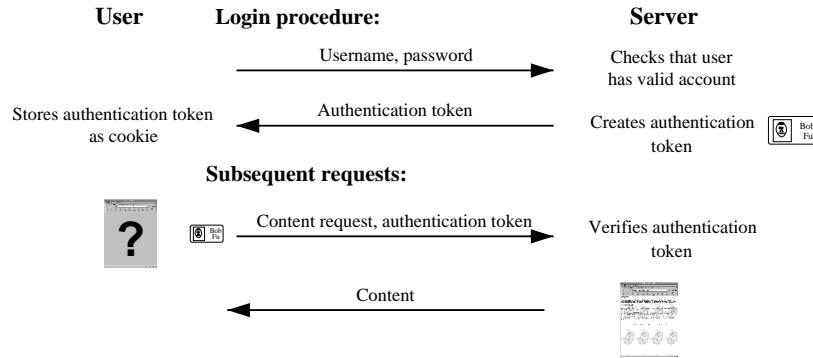 User Login procedure: Server
Username, password
Checks that user
has valid account
Authentication token
Stores authentication token
as cookie
Creates authentication
token
Bob
Fu
Subsequent requests:
?
Bob
Fu
Content request, authentication token
Verifies authentication
token
Content